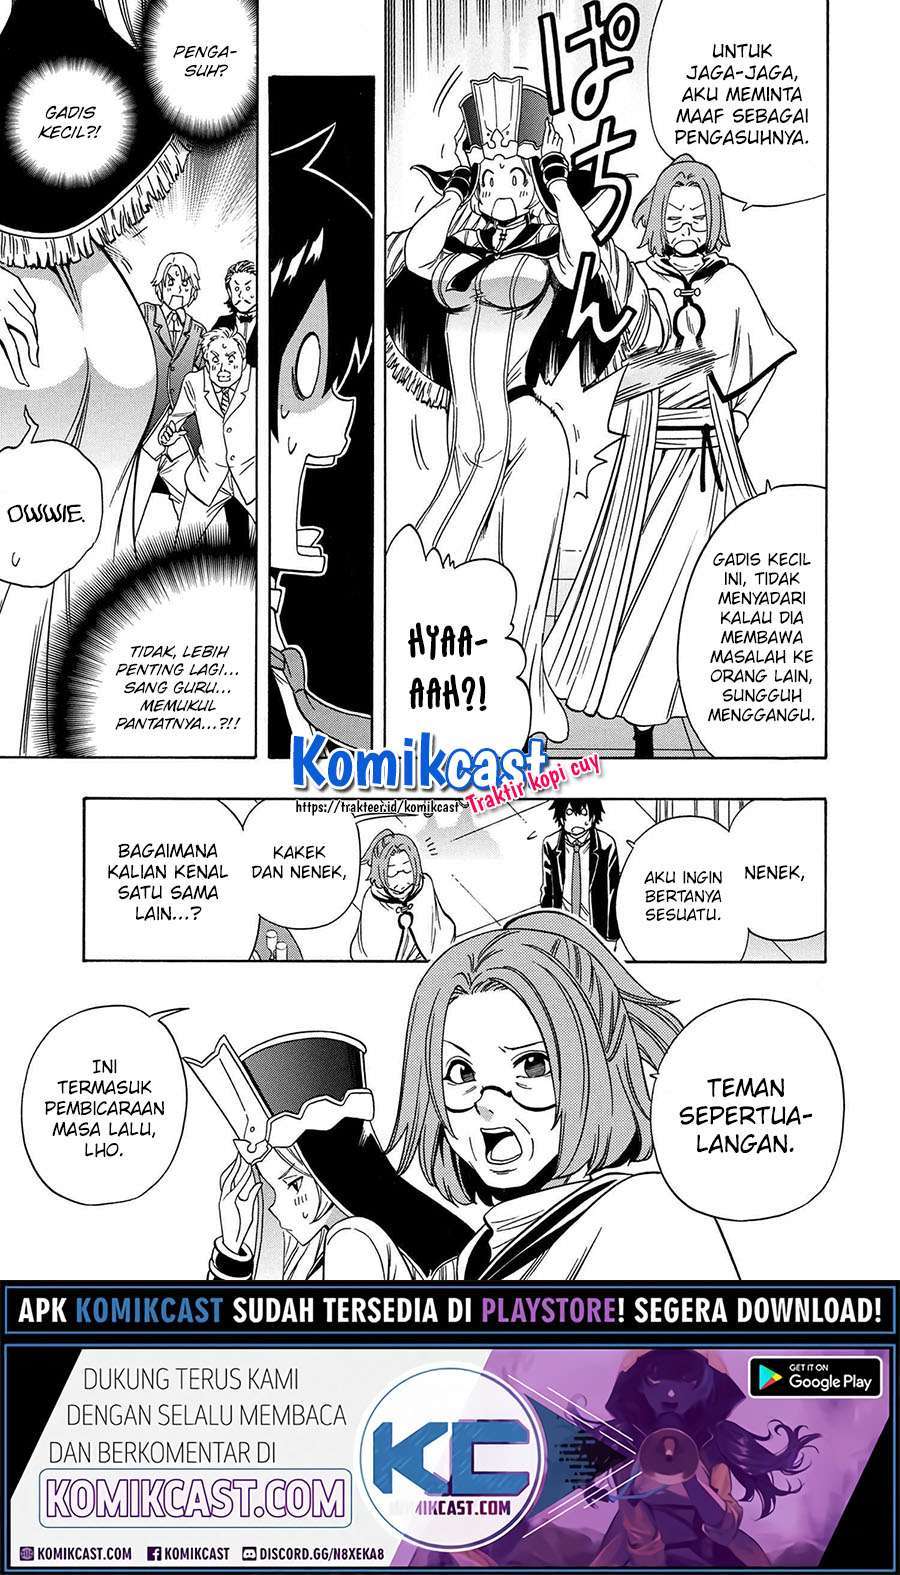 UNTUK
JAGA-JAGA,
AKU MEMINTA
MAAF SEBAGAI
PENGASUHNYA.
ぱちーん
GADIS KECIL
INI, TIDAK
MENYADARI
KALAU DIA
MEMBAWA
MASALAH KE
ORANG LAIN,
SUNGGUH
MENGGANGU.
HYAA-
AAH?!
PENGA-
SUH?
GADIS
KECIL?!
OWWIE.
TIDAK, LEBIH
PENTING LAGI...
SANG GURU...
MEMUKUL
PANTATNYA...?!!
Komikcast
Traktir kopi cuy
https://trakteer.id/komikcast
NENEK,
AKU INGIN
BERTANYA
SESUATU.
KAKEK
DAN NENEK,
BAGAIMANA
KALIAN KENAL
SATU SAMA
LAIN...?
TEMAN
SEPERTUA-
LANGAN.
INI
TERMASUK
PEMBICARAAN
MASA LALU,
LHO.
APK KOMIKCAST SUDAH TERSEDIA DI PLAYSTORE! SEGERA DOWNLOAD!
DUKUNG TERUS KAMI
DENGAN SELALU MEMBACA
DAN BERKOMENTAR DI
KOMIKCAST.COM
KOMIKCAST.COM
KOMIKCAST
DISCORD.GG/N8XEKA8
KC
KOMIKCAST.COM
GET IT ON
Google Play